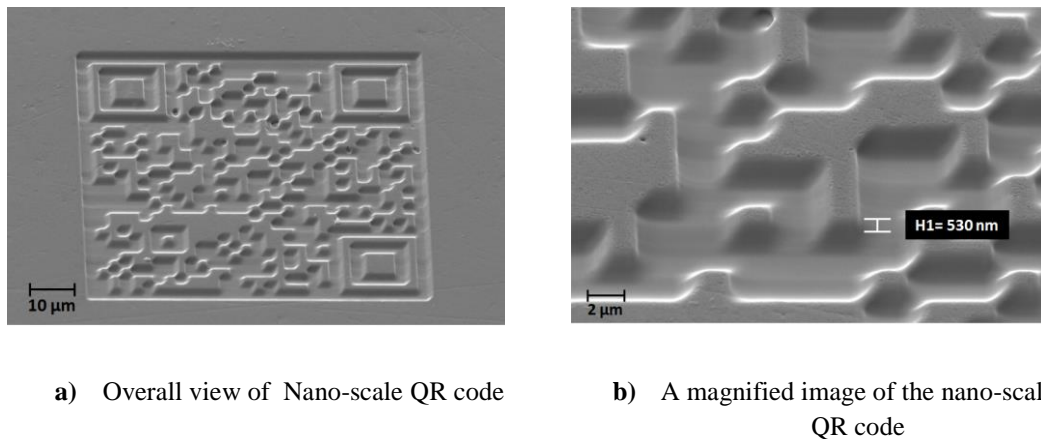 10 µm
H1= 530 nm
2 µm
a) Overall view of Nano-scale QR code
b) A magnified image of the nano-scal
QR code